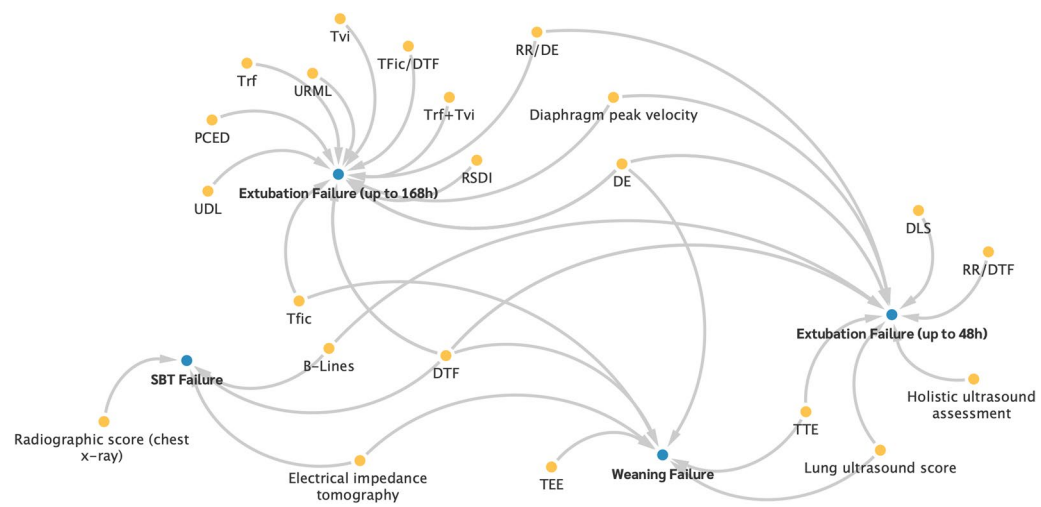 Tvi
RR/DE
TFic/DTF
Trf
URML
Trf+Tvi
Diaphragm peak velocity
PCED
RSDI
DE
Extubation Failure (up to 168h)
UDL
DLS
RR/DTF
Tfic
Extubation Failure (up to 48h)
B-Lines
DTF
SBT Failure
Holistic ultrasound
assessment
TTE
Radiographic score (chest
x-ray)
Lung ultrasound score
Electrical impedance
tomography
TEE
Weaning Failure